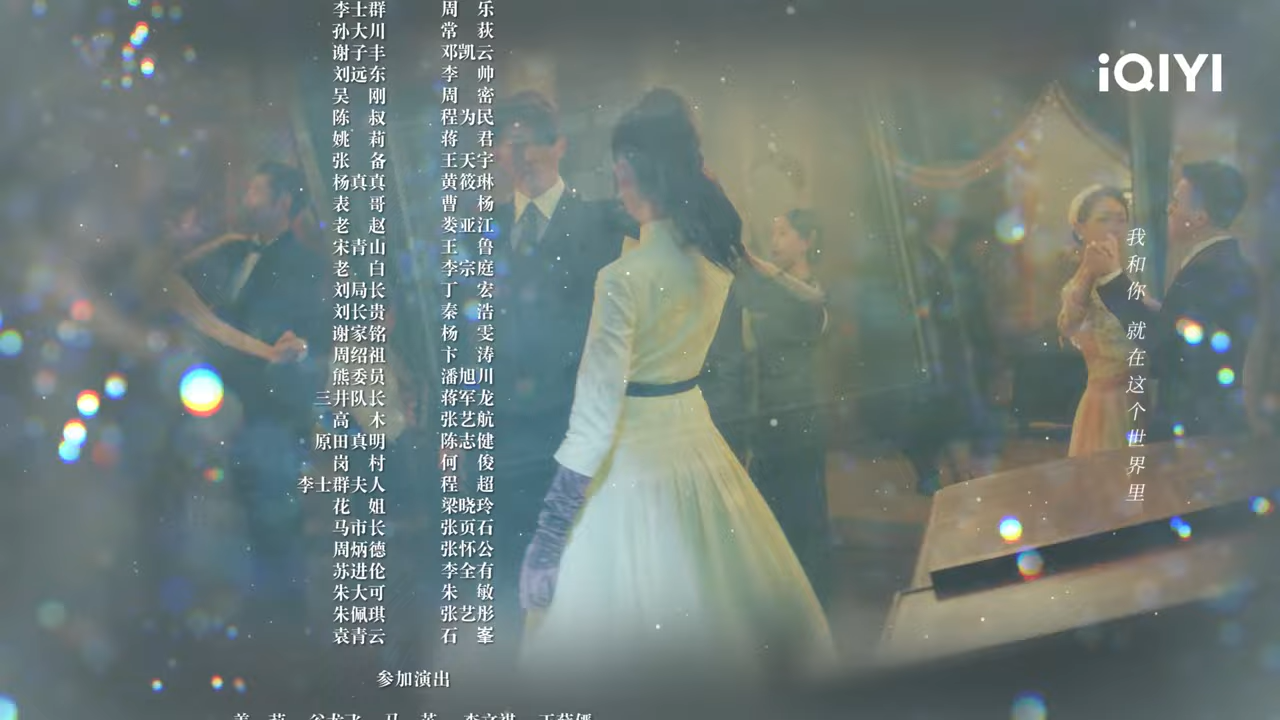 李士群 周 乐
孙大川 常 荻
谢子丰 邓凯云
刘远东 李 帅
吴 刚 周 密
陈 叔 程为民
姚 莉 蒋 君
张 备 王天宇
杨真真 黄筱琳
表 哥 曹 杨
老 赵 娄亚江
宋青山 王 鲁
老 白 李宗庭
刘局长 丁 宏
刘长贵 秦 浩
谢家铭 杨 雯
周绍祖 卞 涛
熊委员 潘旭川
三井队长 蒋军龙
高 木 张艺航
原田真明 陈志健
岗 村 何 俊
李士群夫人 程 超
花 姐 梁晓玲
马市长 张页石
周炳德 张怀公
苏进伦 李全有
朱大可 朱 敏
朱佩琪 张艺彤
袁青云 石 峯
参加演出
iQIYI
我和你 就在这个世界里